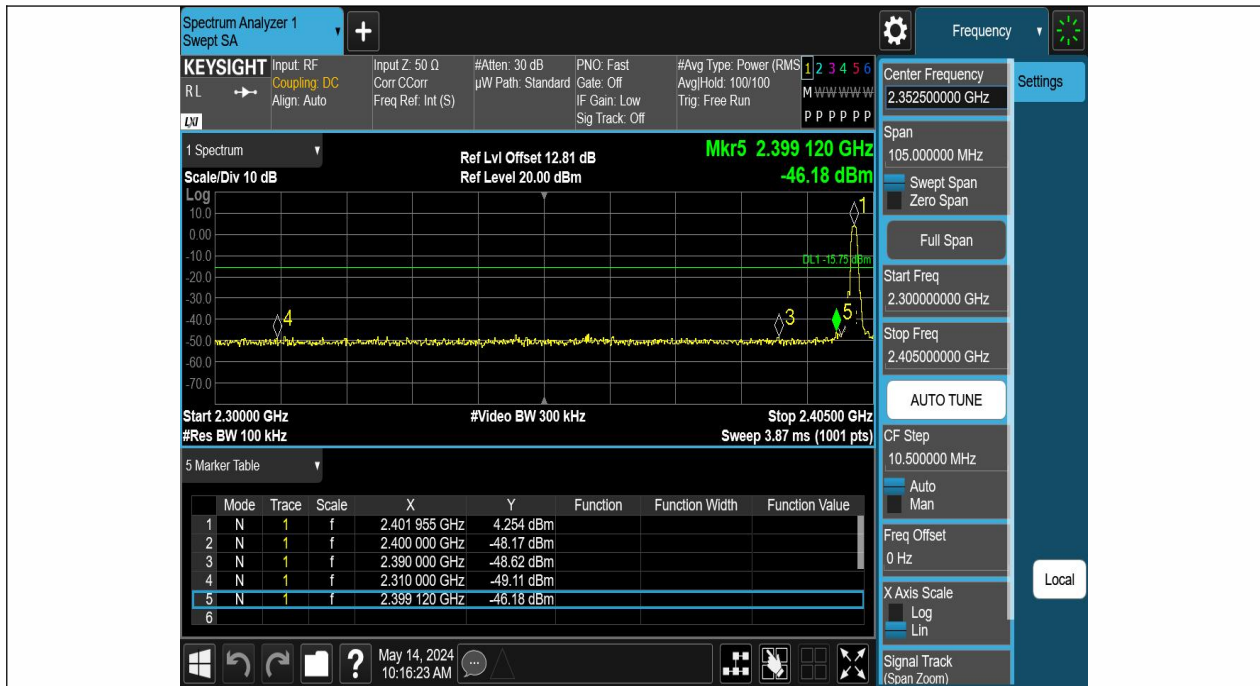 Spectrum Analyzer 1
Swept SA
+
Frequency
KEYSIGHT
R L
LXI
Input: RF
Coupling: DC
Align: Auto
Input Z: 50 Ω
Corr CCorr
Freq Ref: Int (S)
#Atten: 30 dB
µW Path: Standard
PNO: Fast
Gate: Off
IF Gain: Low
Sig Track: Off
#Avg Type: Power (RMS
Avg|Hold: 100/100
Trig: Free Run
1 2 3 4 5 6
M W W W W W
P P P P P P
1 Spectrum
Scale/Div 10 dB
Ref Lvl Offset 12.81 dB
Ref Level 20.00 dBm
Mkr5 2.399 120 GHz
-46.18 dBm
Log
10.0
0.00
-10.0
-20.0
-30.0
-40.0
-50.0
-60.0
-70.0
1
DL1 -15.75 dBm
4
3
5
Start 2.30000 GHz
#Video BW 300 kHz
Stop 2.40500 GHz
#Res BW 100 kHz
Sweep 3.87 ms (1001 pts)
5 Marker Table
Mode Trace Scale X Y Function Function Width Function Value
1 N 1 f 2.401 955 GHz 4.254 dBm
2 N 1 f 2.400 000 GHz -48.17 dBm
3 N 1 f 2.390 000 GHz -48.62 dBm
4 N 1 f 2.310 000 GHz -49.11 dBm
5 N 1 f 2.399 120 GHz -46.18 dBm
6
?
May 14, 2024
10:16:23 AM
Center Frequency
2.352500000 GHz
Settings
Span
105.000000 MHz
Swept Span
Zero Span
Full Span
Start Freq
2.300000000 GHz
Stop Freq
2.405000000 GHz
AUTO TUNE
CF Step
10.500000 MHz
Auto
Man
Freq Offset
0 Hz
Local
X Axis Scale
Log
Lin
Signal Track
(Span Zoom)